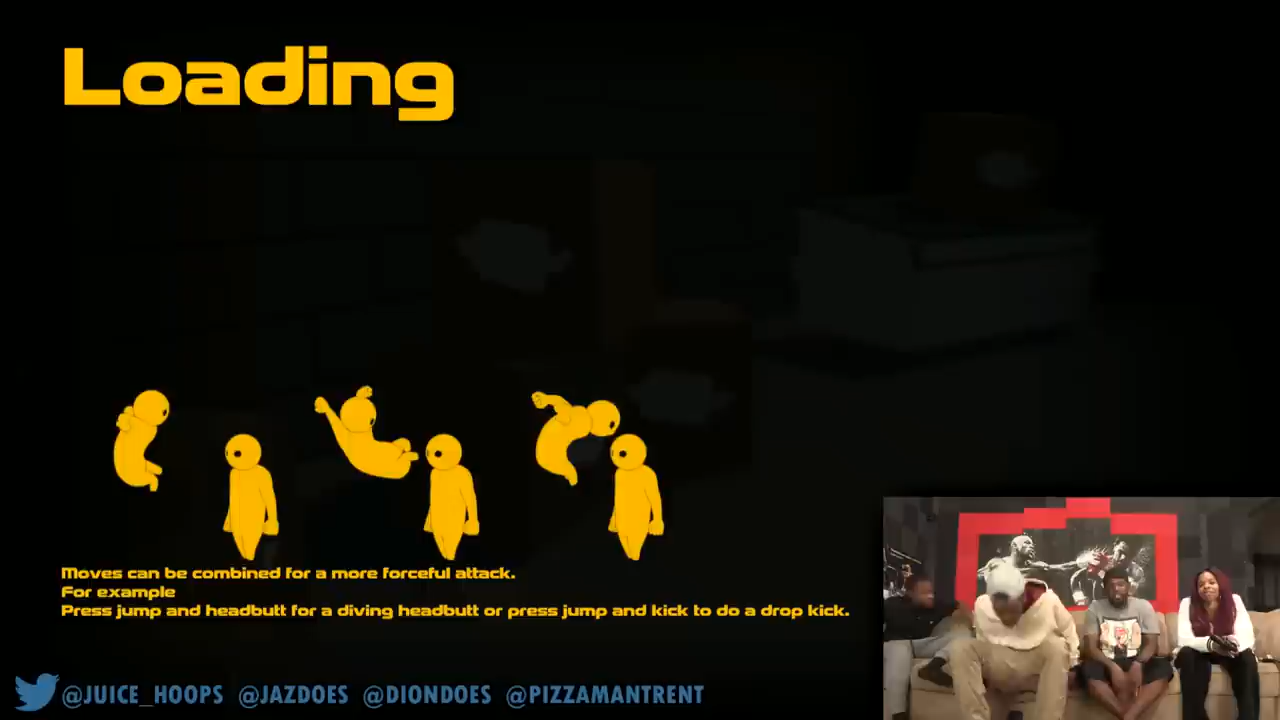 Loading
Moves can be combined for a more forceful attack.
For example
Press jump and headbutt for a diving headbutt or press jump and kick to do a drop kick.
@JUICE_HOOPS @JAZDOES @DIONDOES @PIZZAMANTRENT